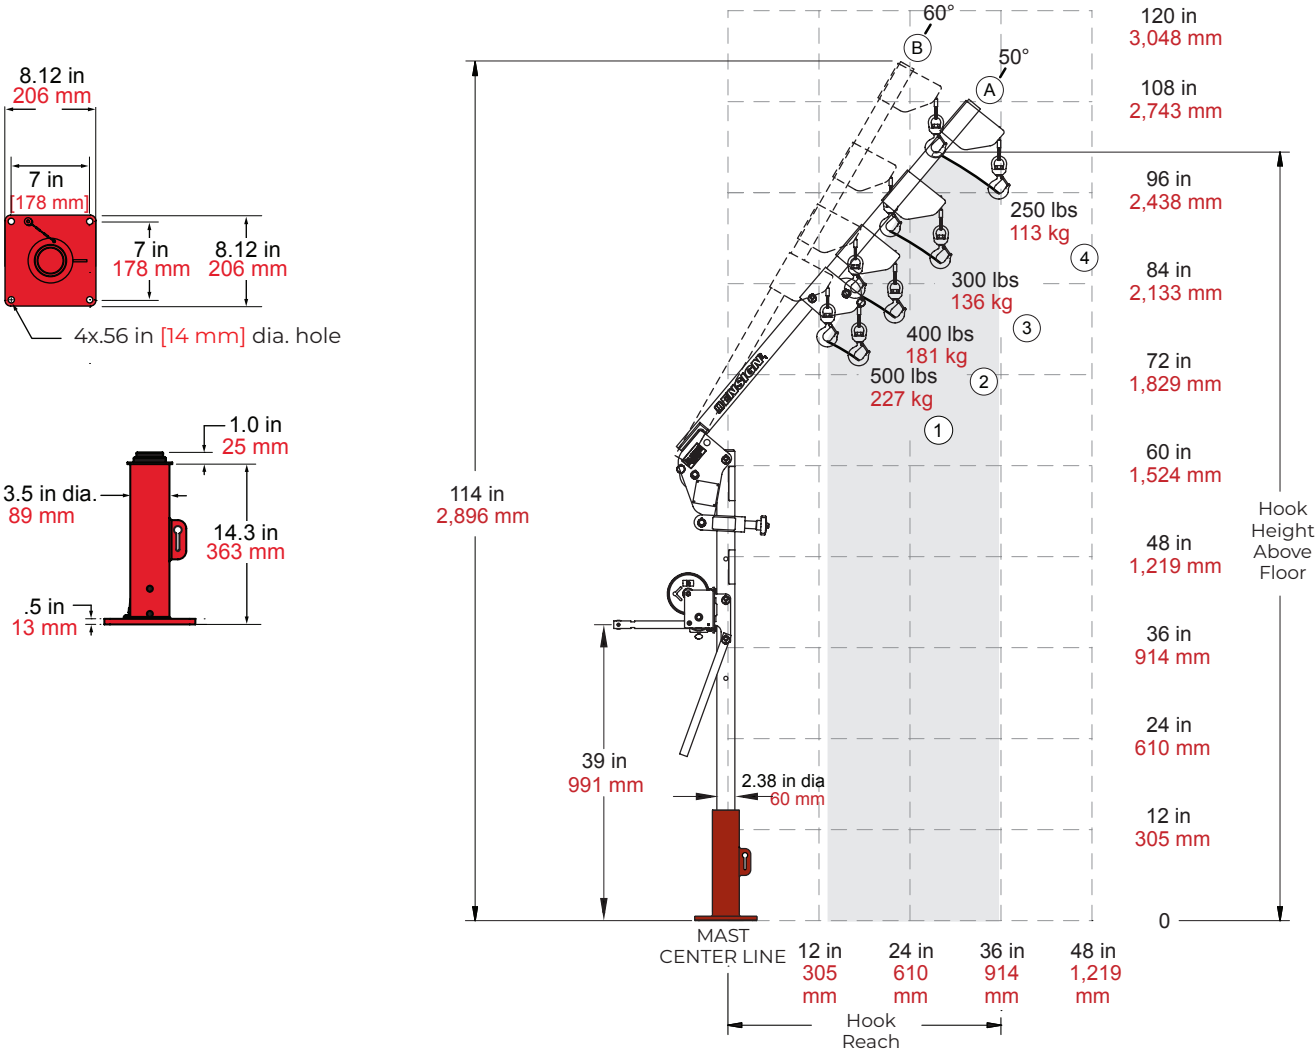 8.12 in
206 mm
7 in
[178 mm]
7 in
178 mm
8.12 in
206 mm
4x.56 in [14 mm] dia. hole
1.0 in
25 mm
3.5 in dia.
89 mm
14.3 in
363 mm
.5 in
13 mm
60°
B
50°
A
250 lbs
113 kg
4
300 lbs
136 kg
3
400 lbs
181 kg
2
500 lbs
227 kg
1
114 in
2,896 mm
39 in
991 mm
2.38 in dia
60 mm
MAST
CENTER LINE
120 in
3,048 mm
108 in
2,743 mm
96 in
2,438 mm
84 in
2,133 mm
72 in
1,829 mm
60 in
1,524 mm
48 in
1,219 mm
36 in
914 mm
24 in
610 mm
12 in
305 mm
0
Hook
Height
Above
Floor
12 in
305
mm
24 in
610
mm
36 in
914
mm
48 in
1,219
mm
Hook
Reach